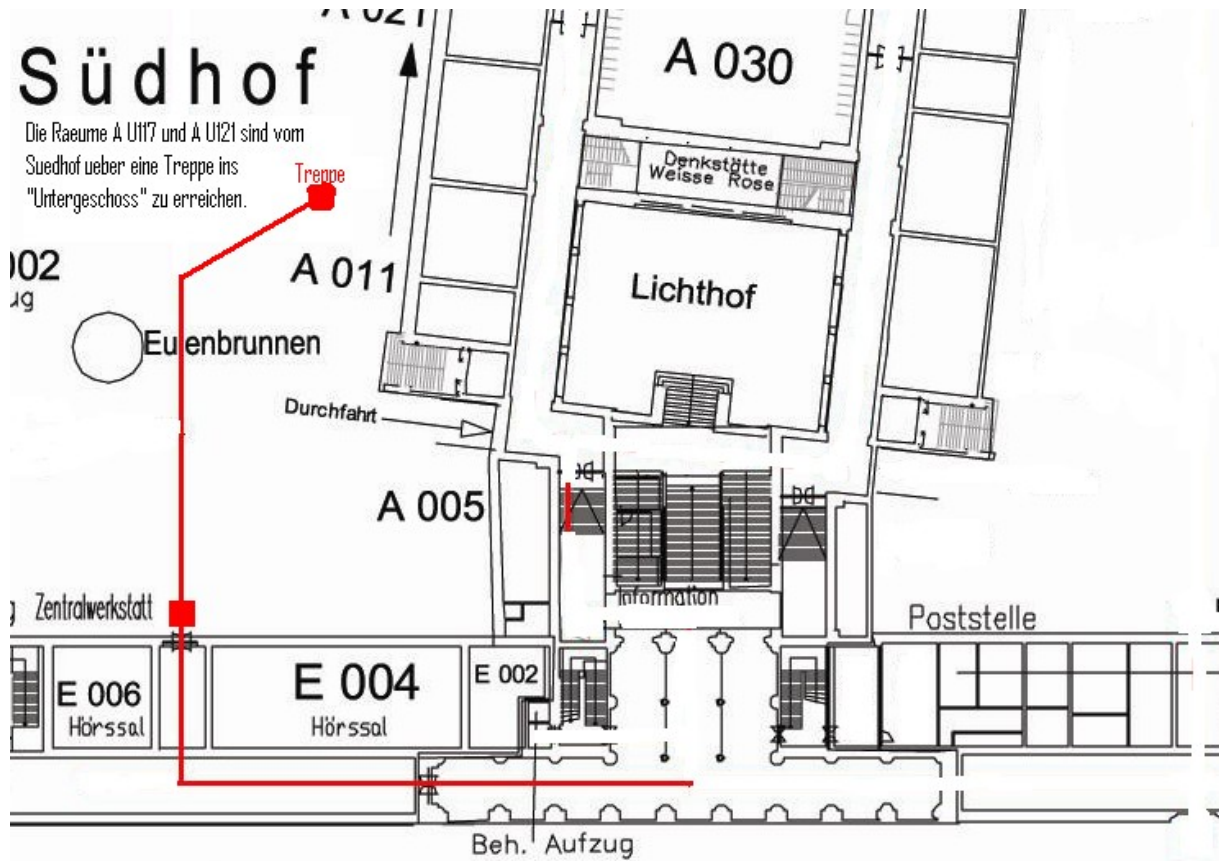 A 021
A 030
Südhof
Die Raeume A U117 und A U121 sind vom
Suedhof ueber eine Treppe ins
"Untergeschoss" zu erreichen.
Treppe
Denkstätte
Weisse Rose
002
ug
A 011
Lichthof
Eulenbrunnen
Durchfahrt
A 005
g Zentralwerkstatt
Information
Poststelle
E 006
Hörssal
E 004
Hörssal
E 002
Beh. Aufzug